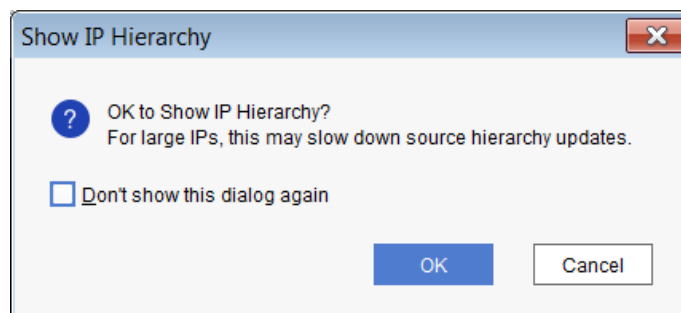 Show IP Hierarchy
OK to Show IP Hierarchy?
For large IPs, this may slow down source hierarchy updates.
Don't show this dialog again
OK
Cancel